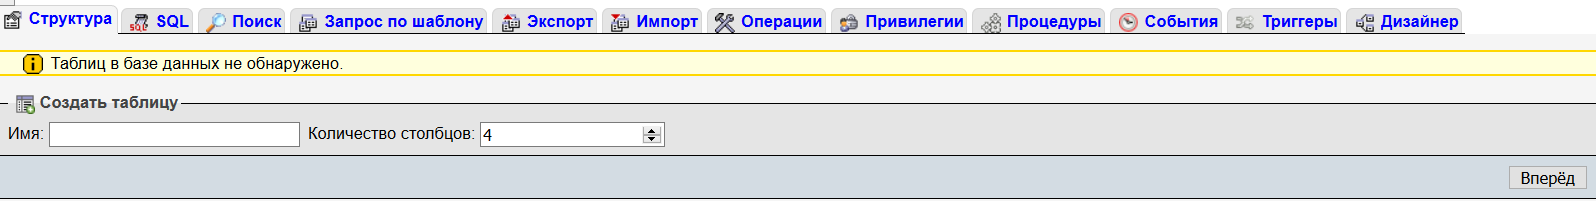 Структура SQL Поиск Запрос по шаблону Экспорт Импорт Операции Привилегии Процедуры События Триггеры Дизайнер
Таблиц в базе данных не обнаружено.
Создать таблицу
Имя: Количество столбцов: 4
Вперёд